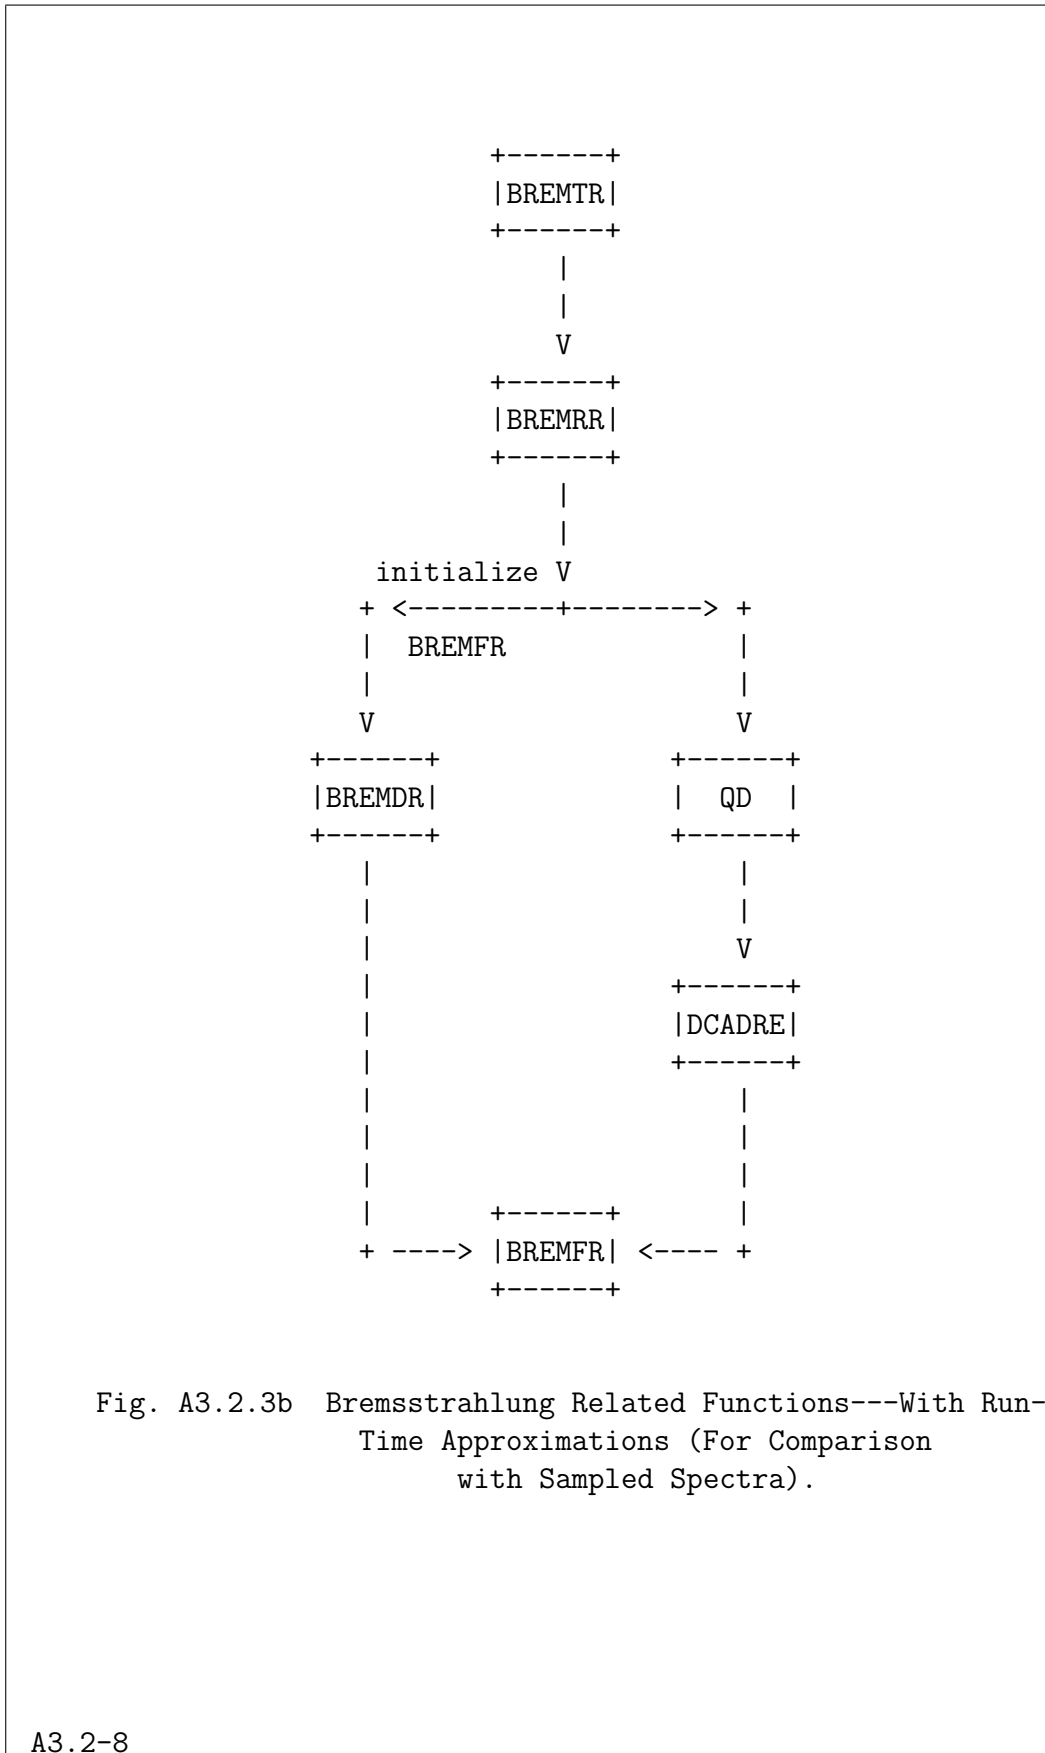 +------+
|BREMTR|
+------+
|
|
V
+------+
|BREMRR|
+------+
|
|
initialize V
+ <---------+--------> +
| BREMFR |
| |
V V
+------+ +------+
|BREMDR| | QD |
+------+ +------+
| |
| |
| V
| +------+
| |DCADRE|
| +------+
| |
| |
| |
| +------+ |
+ ----> |BREMFR| <---- +
+------+
Fig. A3.2.3b Bremsstrahlung Related Functions---With Run-
Time Approximations (For Comparison
with Sampled Spectra).
A3.2-8